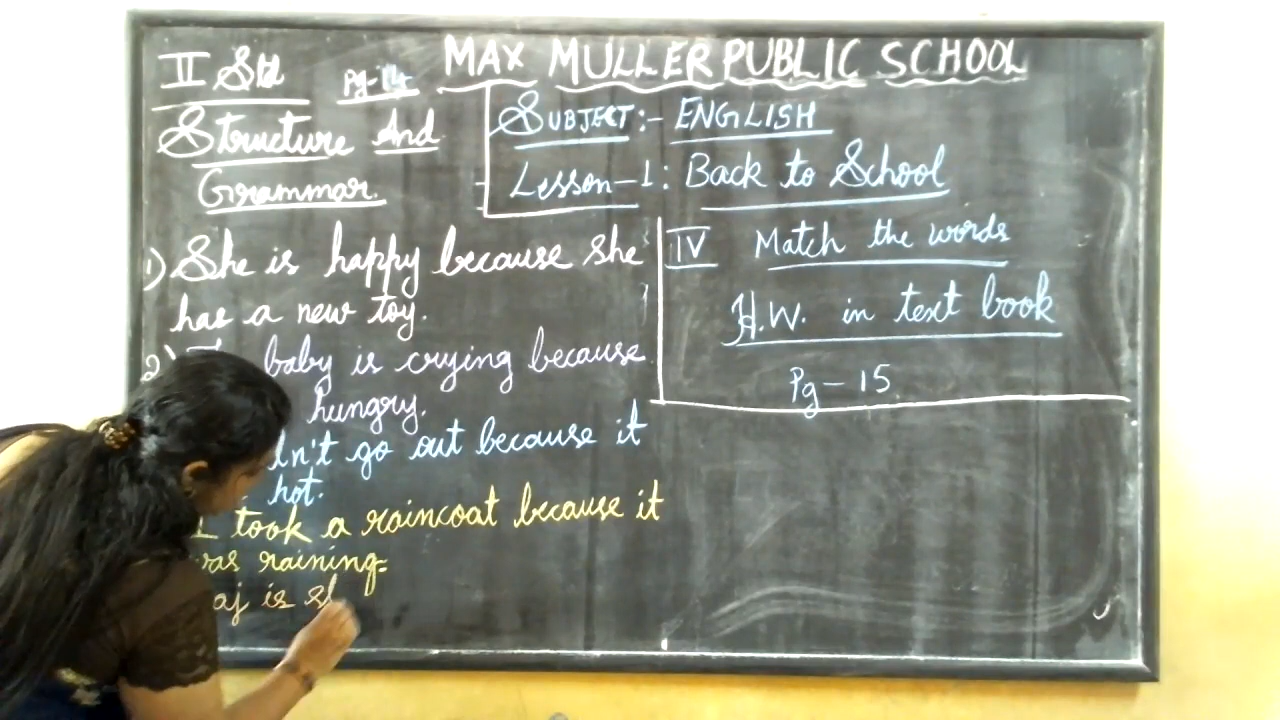 MAX MULLER PUBLIC SCHOOL
II Std
Pg-14
Structure And
Grammar.
SUBJECT:- ENGLISH
Lesson-1: Back to School
1) She is happy because she
has a new toy.
2) baby is crying because
hungry.
go out because it
hot.
I took a raincoat because it
was raining.
is
IV Match the words
H.W. in text book
Pg-15